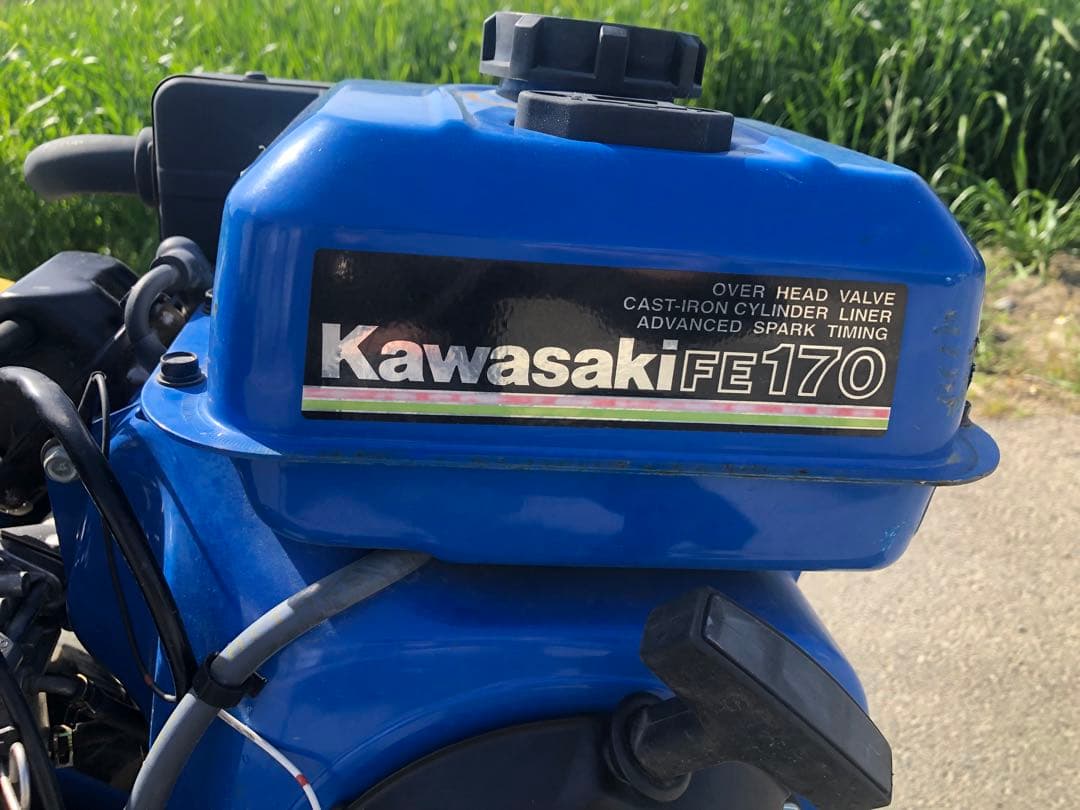 OVER HEAD VALVE
CAST-IRON CYLINDER LINER
ADVANCED SPARK TIMING
Kawasaki FE170